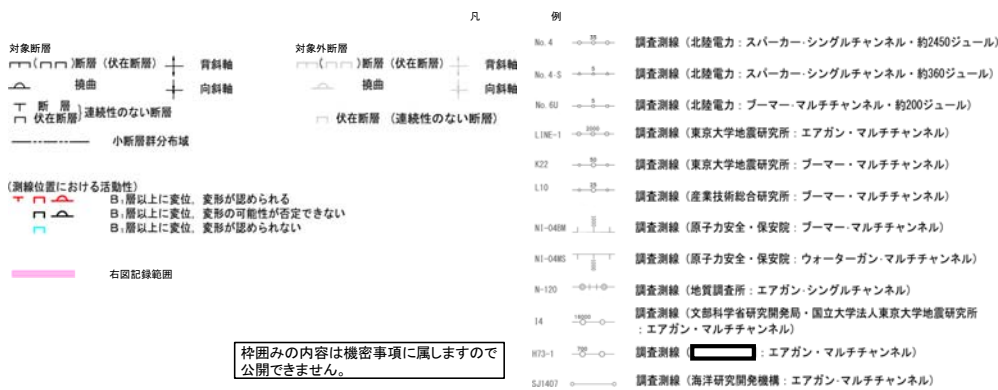 凡　　　例
対象断層
断層（伏在断層）　背斜軸
撓曲　向斜軸
断　層
伏在断層　連続性のない断層
小断層群分布域
対象外断層
断層（伏在断層）　背斜軸
撓曲　向斜軸
伏在断層　（連続性のない断層）
（測線位置における活動性）
B₁層以上に変位，変形が認められる
B₁層以上に変位，変形の可能性が否定できない
B₁層以上に変位，変形が認められない
右図記録範囲
枠囲みの内容は機密事項に属しますので
公開できません。
No.4　35　調査測線（北陸電力：スパーカー・シングルチャンネル・約2450ジュール）
No.4-S　5　調査測線（北陸電力：スパーカー・シングルチャンネル・約360ジュール）
No.6U　5　調査測線（北陸電力：ブーマー・マルチチャンネル・約200ジュール）
LINE-1　2000　調査測線（東京大学地震研究所：エアガン・マルチチャンネル）
K22　50　調査測線（東京大学地震研究所：ブーマー・マルチチャンネル）
L10　35　調査測線（産業技術総合研究所：ブーマー・マルチチャンネル）
NI-04BM　調査測線（原子力安全・保安院：ブーマー・マルチチャンネル）
NI-04MS　調査測線（原子力安全・保安院：ウォーターガン・マルチチャンネル）
N-120　調査測線（地質調査所：エアガン・シングルチャンネル）
I4　調査測線（文部科学省研究開発局・国立大学法人東京大学地震研究所
：エアガン・マルチチャンネル）
H73-1　700　調査測線（　　　：エアガン・マルチチャンネル）
SJ1407　調査測線（海洋研究開発機構：エアガン・マルチチャンネル）